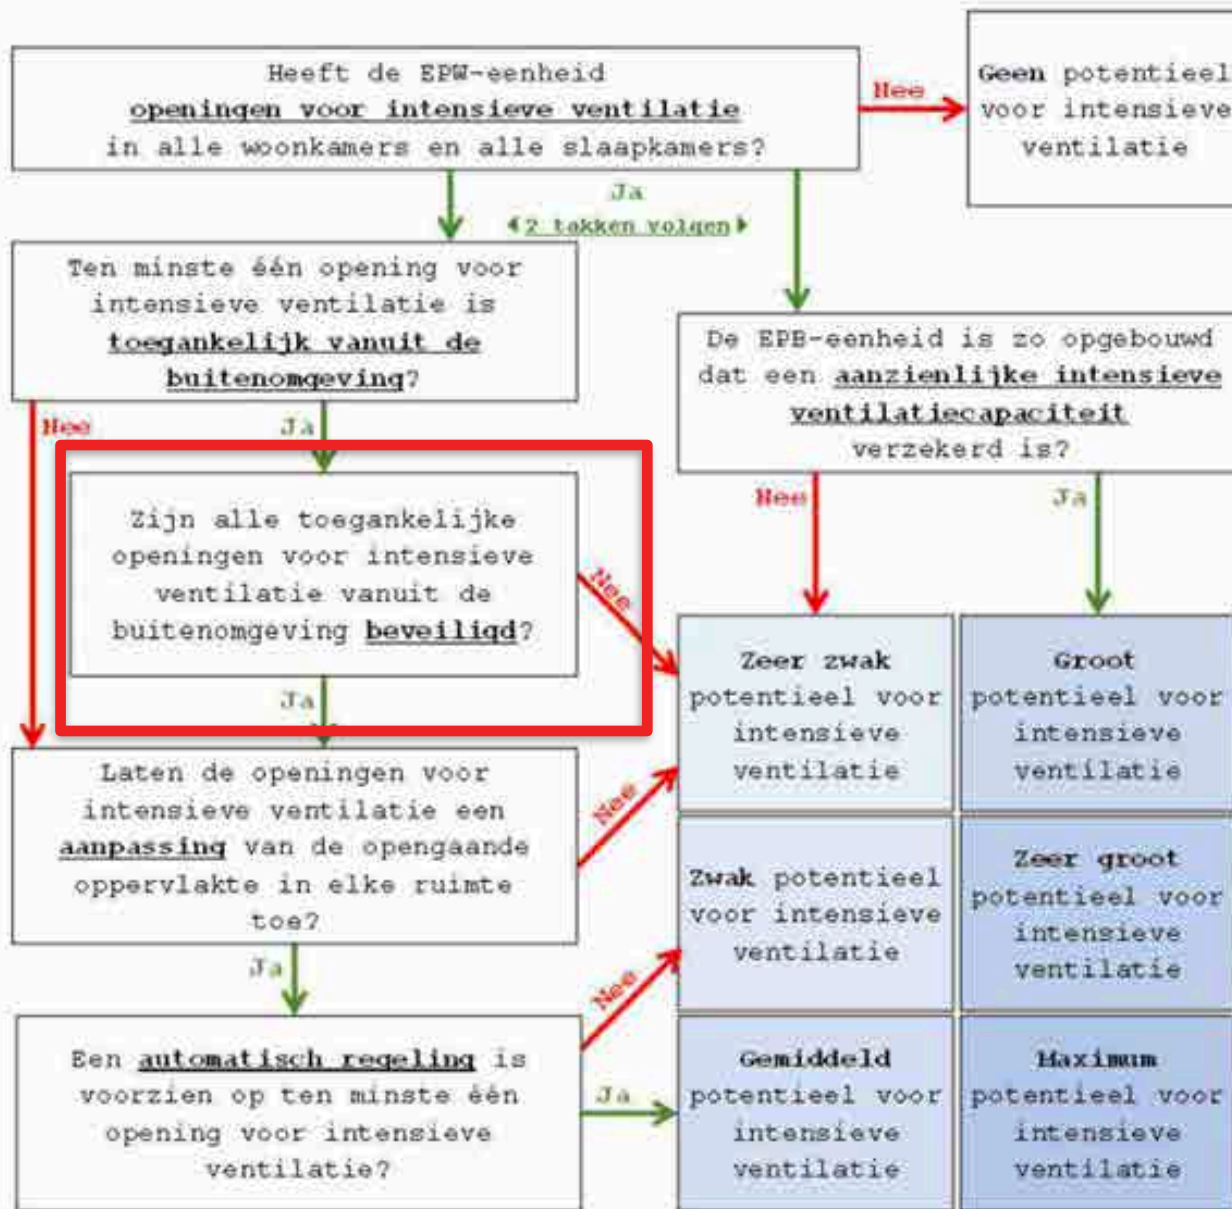 Heeft de EPW-eenheid
openingen voor intensieve ventilatie
in alle woonkamers en alle slaapkamers?
Nee
Geen potentieel
voor intensieve
ventilatie
Ja
2 takken volgen
Ten minste één opening voor
intensieve ventilatie is
toegankelijk vanuit de
buitenomgeving?
De EPB-eenheid is zo opgebouwd
dat een aanzienlijke intensieve
ventilatiecapaciteit
verzekerd is?
Nee
Ja
Nee
Ja
Zijn alle toegankelijke
openingen voor intensieve
ventilatie vanuit de
buitenomgeving beveiligd?
Nee
Ja
Zeer zwak
potentieel voor
intensieve
ventilatie
Groot
potentieel voor
intensieve
ventilatie
Laten de openingen voor
intensieve ventilatie een
aanpassing van de opengaande
oppervlakte in elke ruimte
toe?
Nee
Ja
Zwak potentieel
voor intensieve
ventilatie
Zeer groot
potentieel voor
intensieve
ventilatie
Een automatisch regeling is
voorzien op ten minste één
opening voor intensieve
ventilatie?
Nee
Ja
Gemiddeld
potentieel voor
intensieve
ventilatie
Maximum
potentieel voor
intensieve
ventilatie